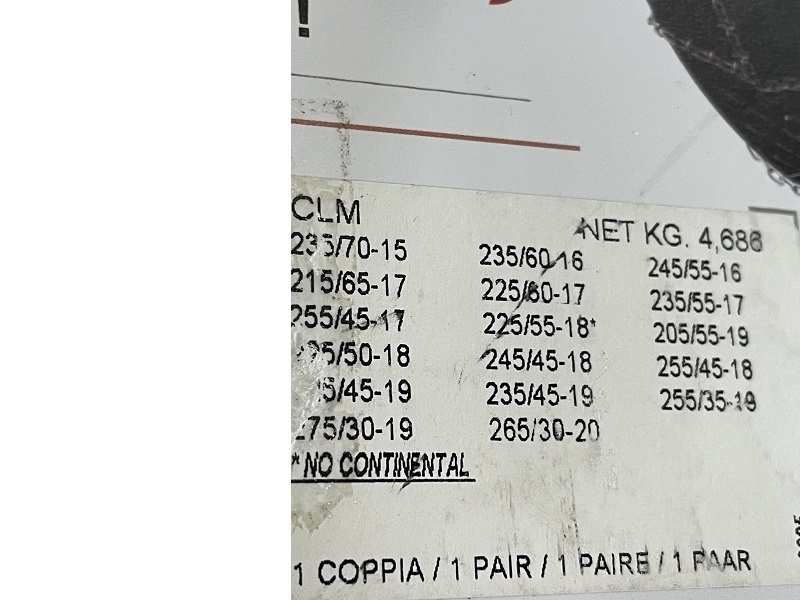 !
CLM NET KG. 4,686
235/70-15 235/60-16 245/55-16
215/65-17 225/60-17 235/55-17
255/45-17 225/55-18* 205/55-19
245/45-18 255/45-18
235/45-19 255/35-19
275/30-19 265/30-20
*NO CONTINENTAL
1 COPPIA / 1 PAIR / 1 PAIRE / 1 PAAR